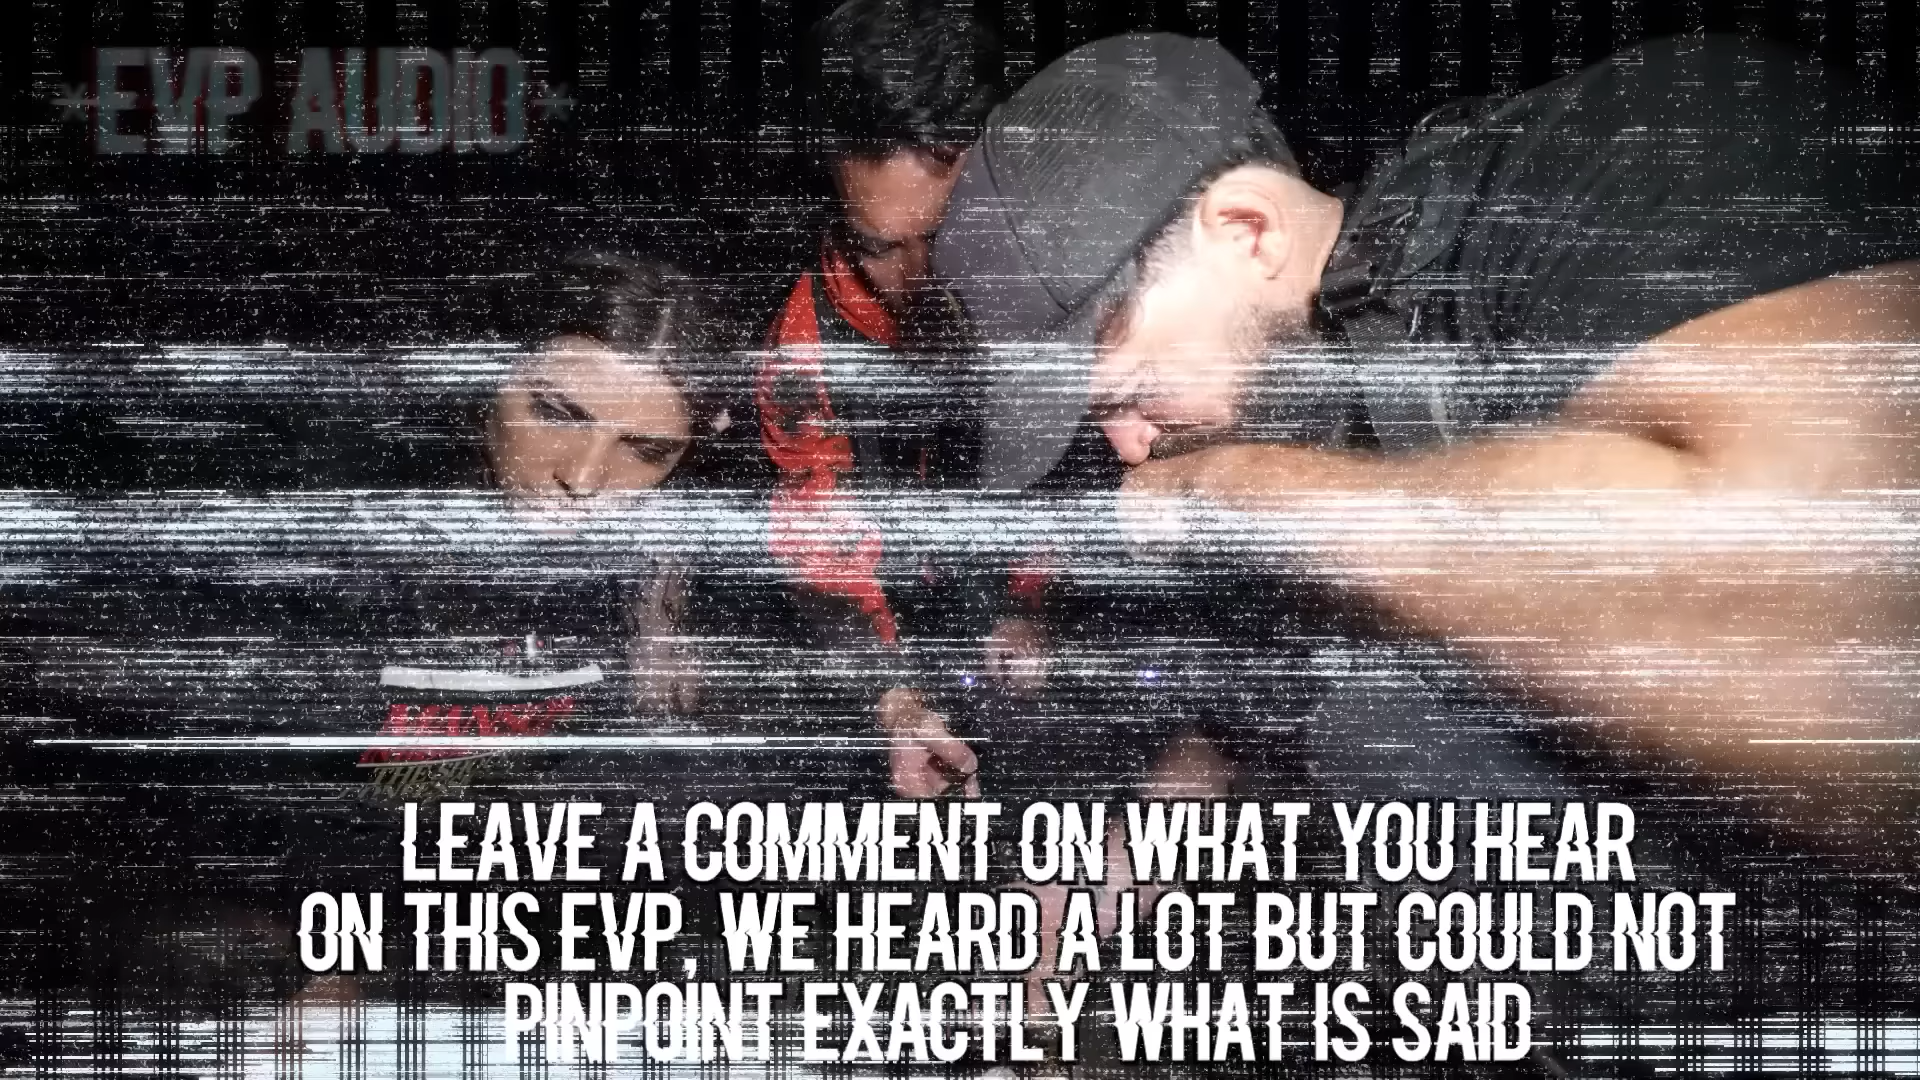 EVP AUDIO
LEAVE A COMMENT ON WHAT YOU HEAR
ON THIS EVP, WE HEARD A LOT BUT COULD NOT
PINPOINT EXACTLY WHAT IS SAID